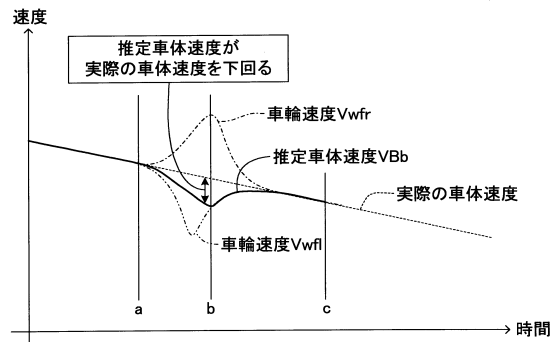 速度
推定車体速度が
実際の車体速度を下回る
車輪速度Vwfr
推定車体速度VBb
実際の車体速度
車輪速度Vwfl
a
b
c
時間